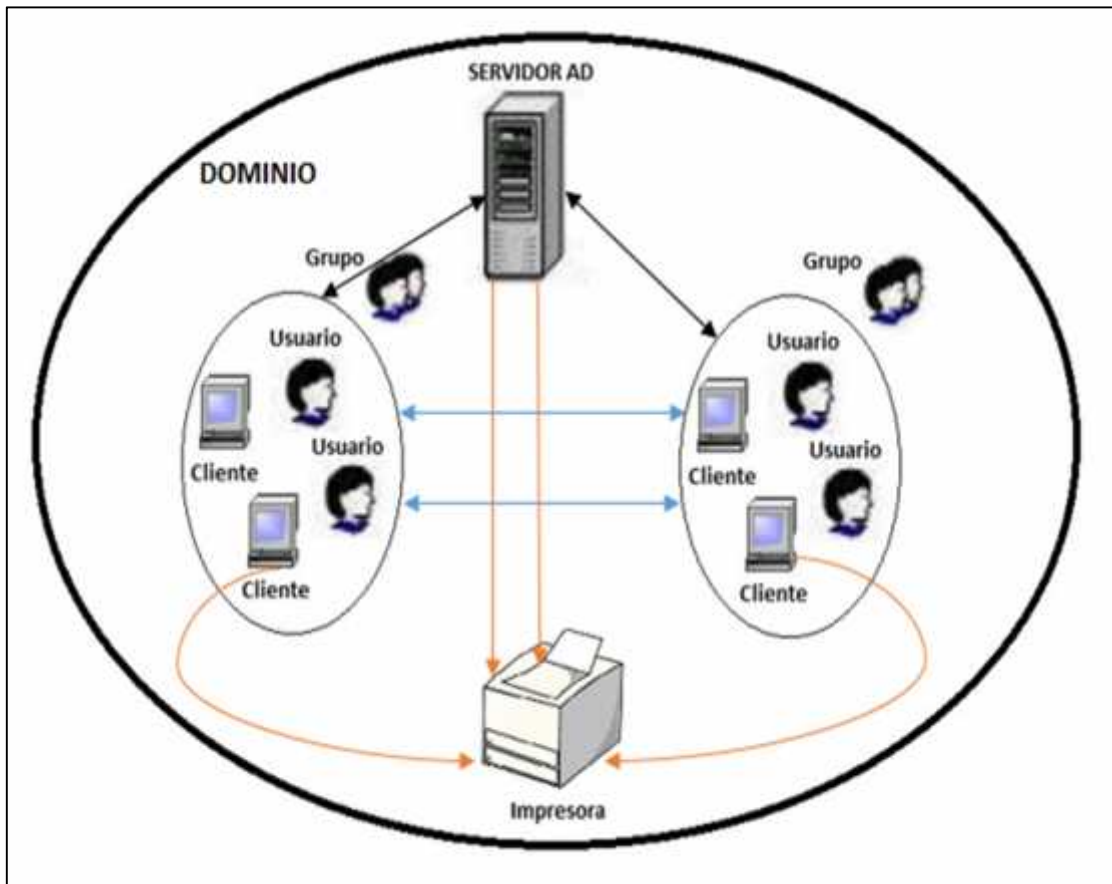 SERVIDOR AD
DOMINIO
Grupo
Grupo
Usuario
Usuario
Cliente
Usuario
Cliente
Usuario
Cliente
Cliente
Impresora